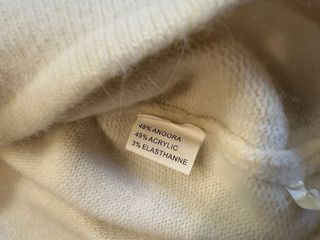 48% ANGORA
49% ACRYLIC
3% ELASTHANNE